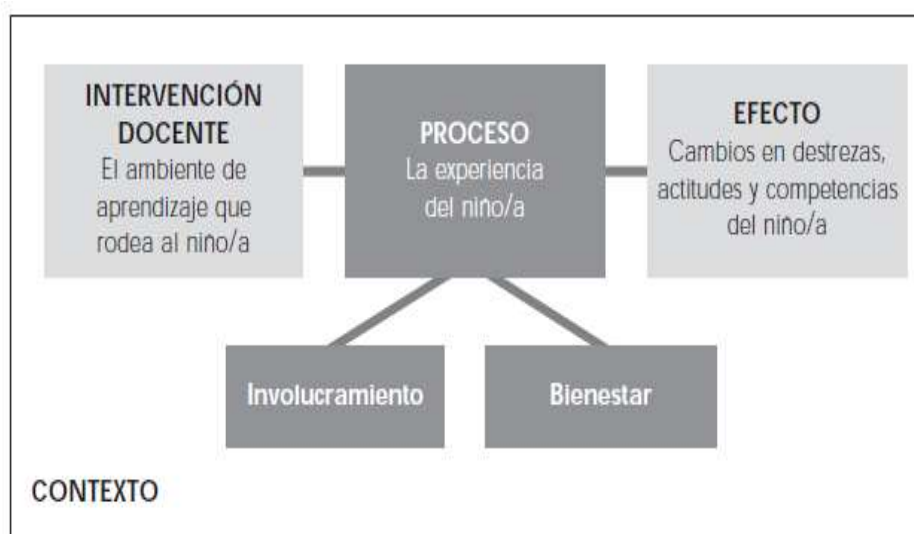 INTERVENCIÓN
DOCENTE
El ambiente de
aprendizaje que
rodea al niño/a
PROCESO
La experiencia
del niño/a
EFECTO
Cambios en destrezas,
actitudes y competencias
del niño/a
Involucramiento
Bienestar
CONTEXTO